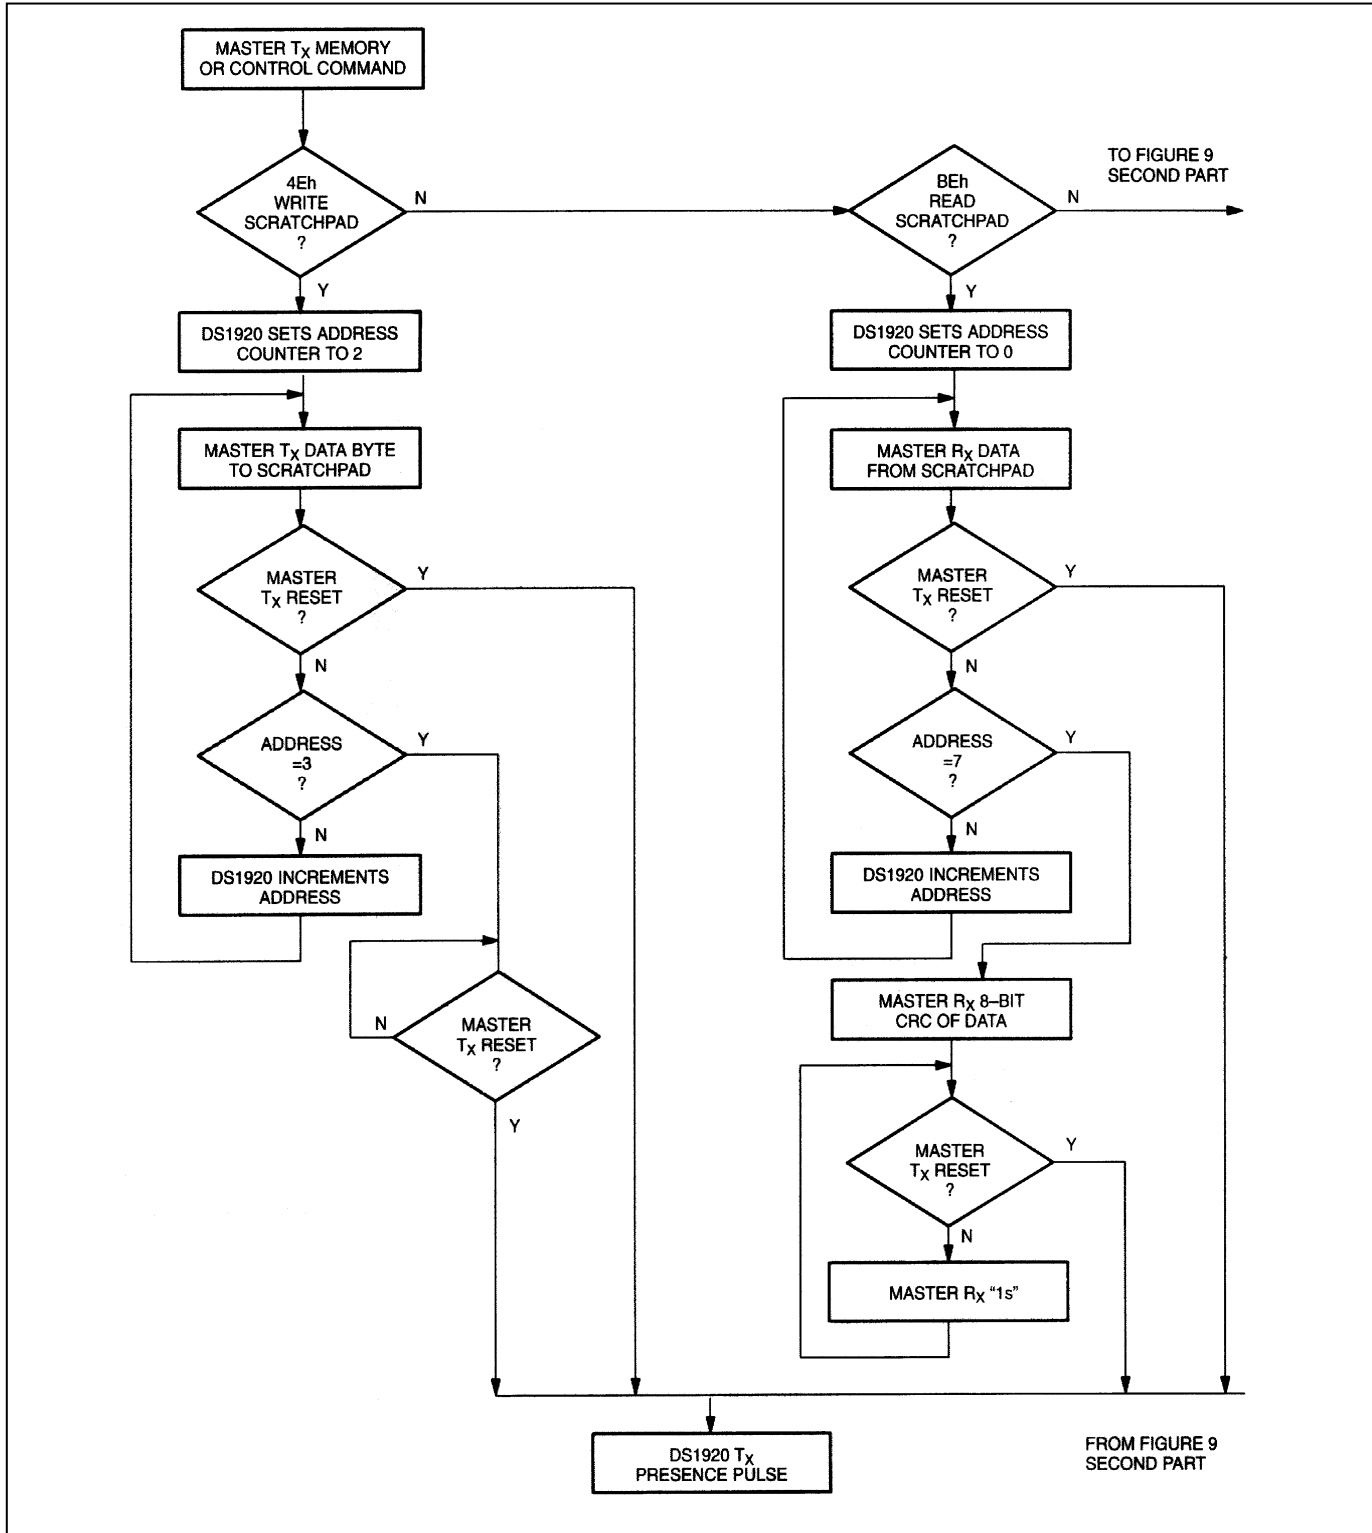 MASTER TX MEMORY
OR CONTROL COMMAND
4Eh
WRITE
SCRATCHPAD
?
N
Y
DS1920 SETS ADDRESS
COUNTER TO 2
MASTER TX DATA BYTE
TO SCRATCHPAD
MASTER
TX RESET
?
Y
N
ADDRESS
=3
?
Y
N
DS1920 INCREMENTS
ADDRESS
MASTER
TX RESET
?
N
Y
BEh
READ
SCRATCHPAD
?
N
TO FIGURE 9
SECOND PART
Y
DS1920 SETS ADDRESS
COUNTER TO 0
MASTER RX DATA
FROM SCRATCHPAD
MASTER
TX RESET
?
Y
N
ADDRESS
=7
?
Y
N
DS1920 INCREMENTS
ADDRESS
MASTER RX 8–BIT
CRC OF DATA
MASTER
TX RESET
?
Y
N
MASTER RX “1s”
DS1920 TX
PRESENCE PULSE
FROM FIGURE 9
SECOND PART